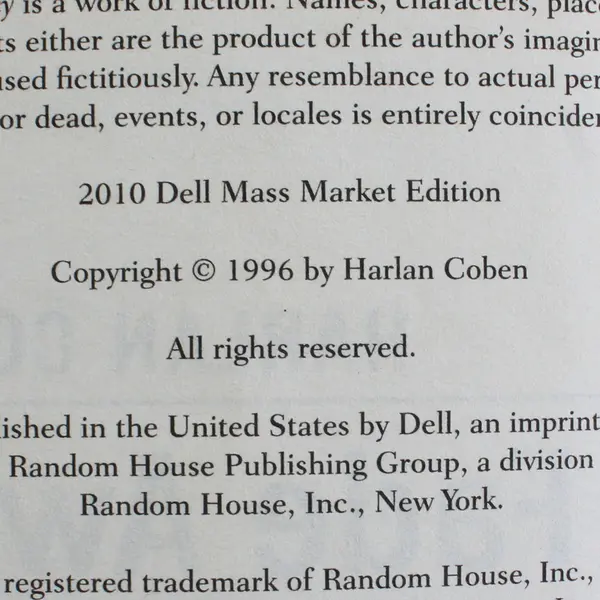 y is a work of fiction. Names, characters, plac
ts either are the product of the author's imagin
used fictitiously. Any resemblance to actual per
or dead, events, or locales is entirely coinciden
2010 Dell Mass Market Edition
Copyright © 1996 by Harlan Coben
All rights reserved.
lished in the United States by Dell, an imprint
Random House Publishing Group, a division
Random House, Inc., New York.
registered trademark of Random House, Inc.,